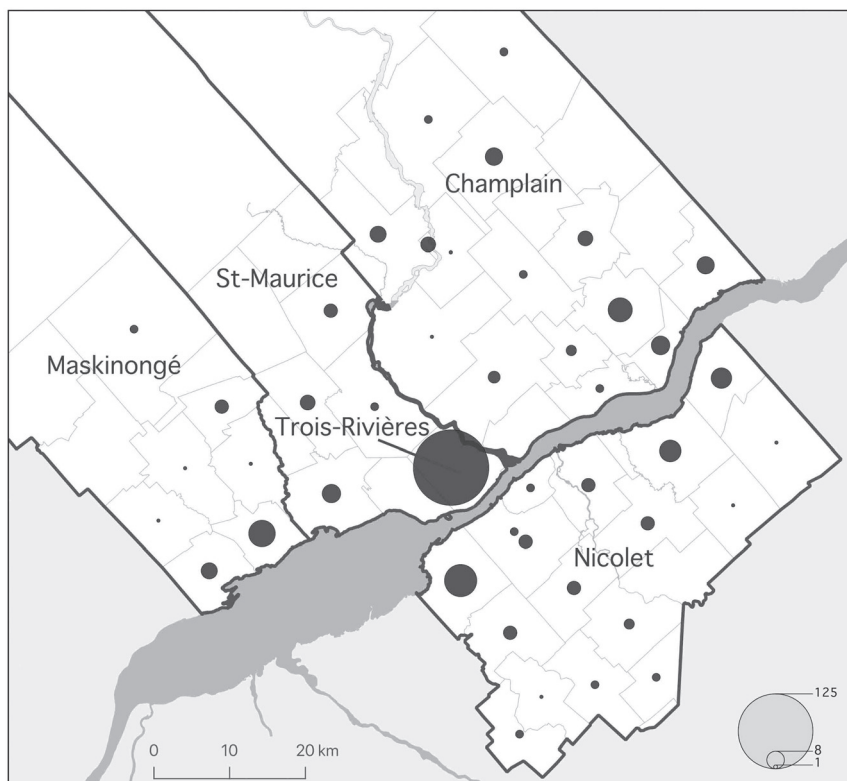 Champlain
St-Maurice
Maskinongé
Trois-Rivières
Nicolet
125
8
1
0 10 20 km